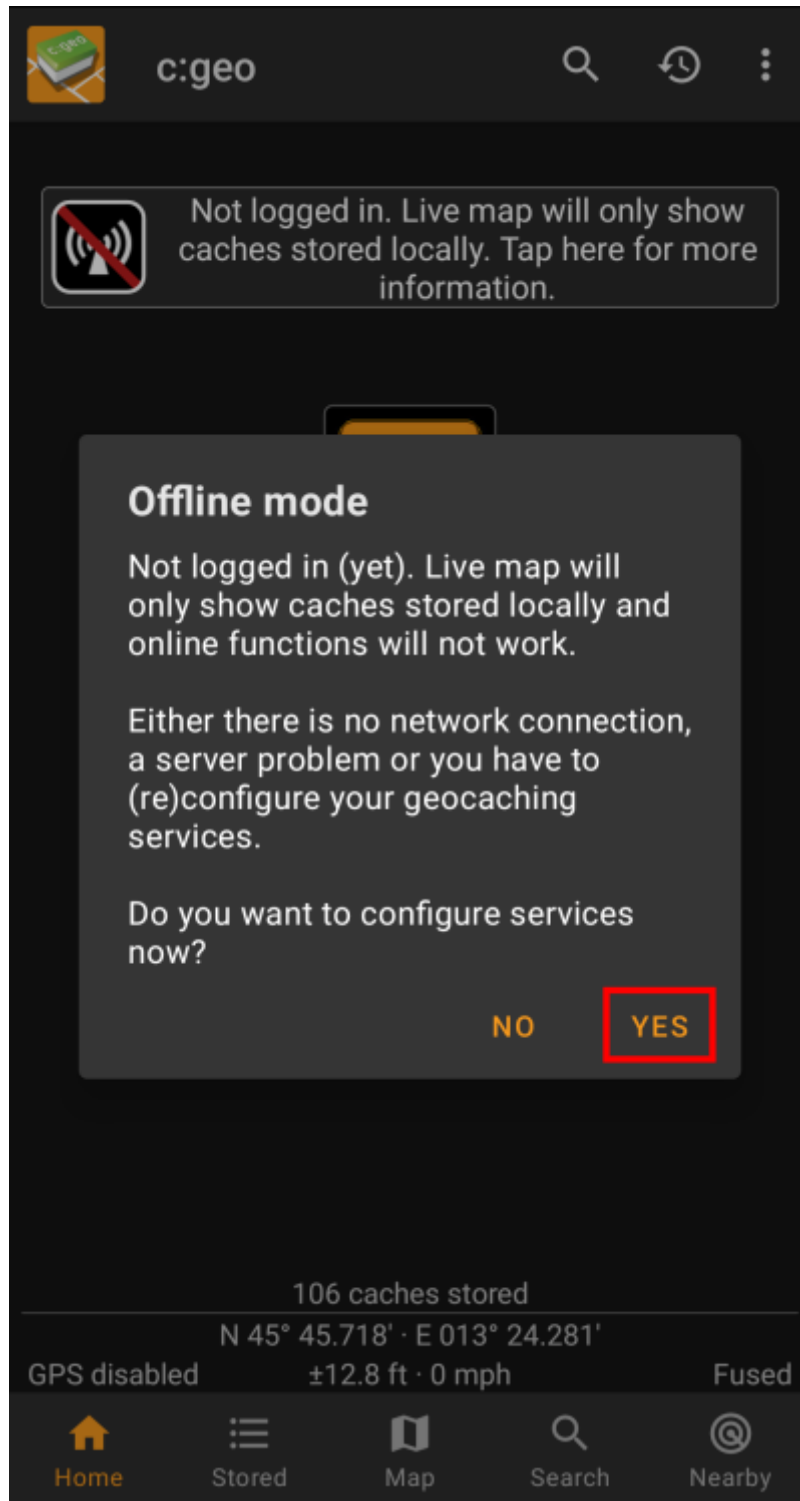 c:geo
c:geo
Not logged in. Live map will only show
caches stored locally. Tap here for more
information.
Offline mode
Not logged in (yet). Live map will
only show caches stored locally and
online functions will not work.
Either there is no network connection,
a server problem or you have to
(re)configure your geocaching
services.
Do you want to configure services
now?
NO YES
106 caches stored
N 45° 45.718' · E 013° 24.281'
GPS disabled ±12.8 ft · 0 mph Fused
Home Stored Map Search Nearby